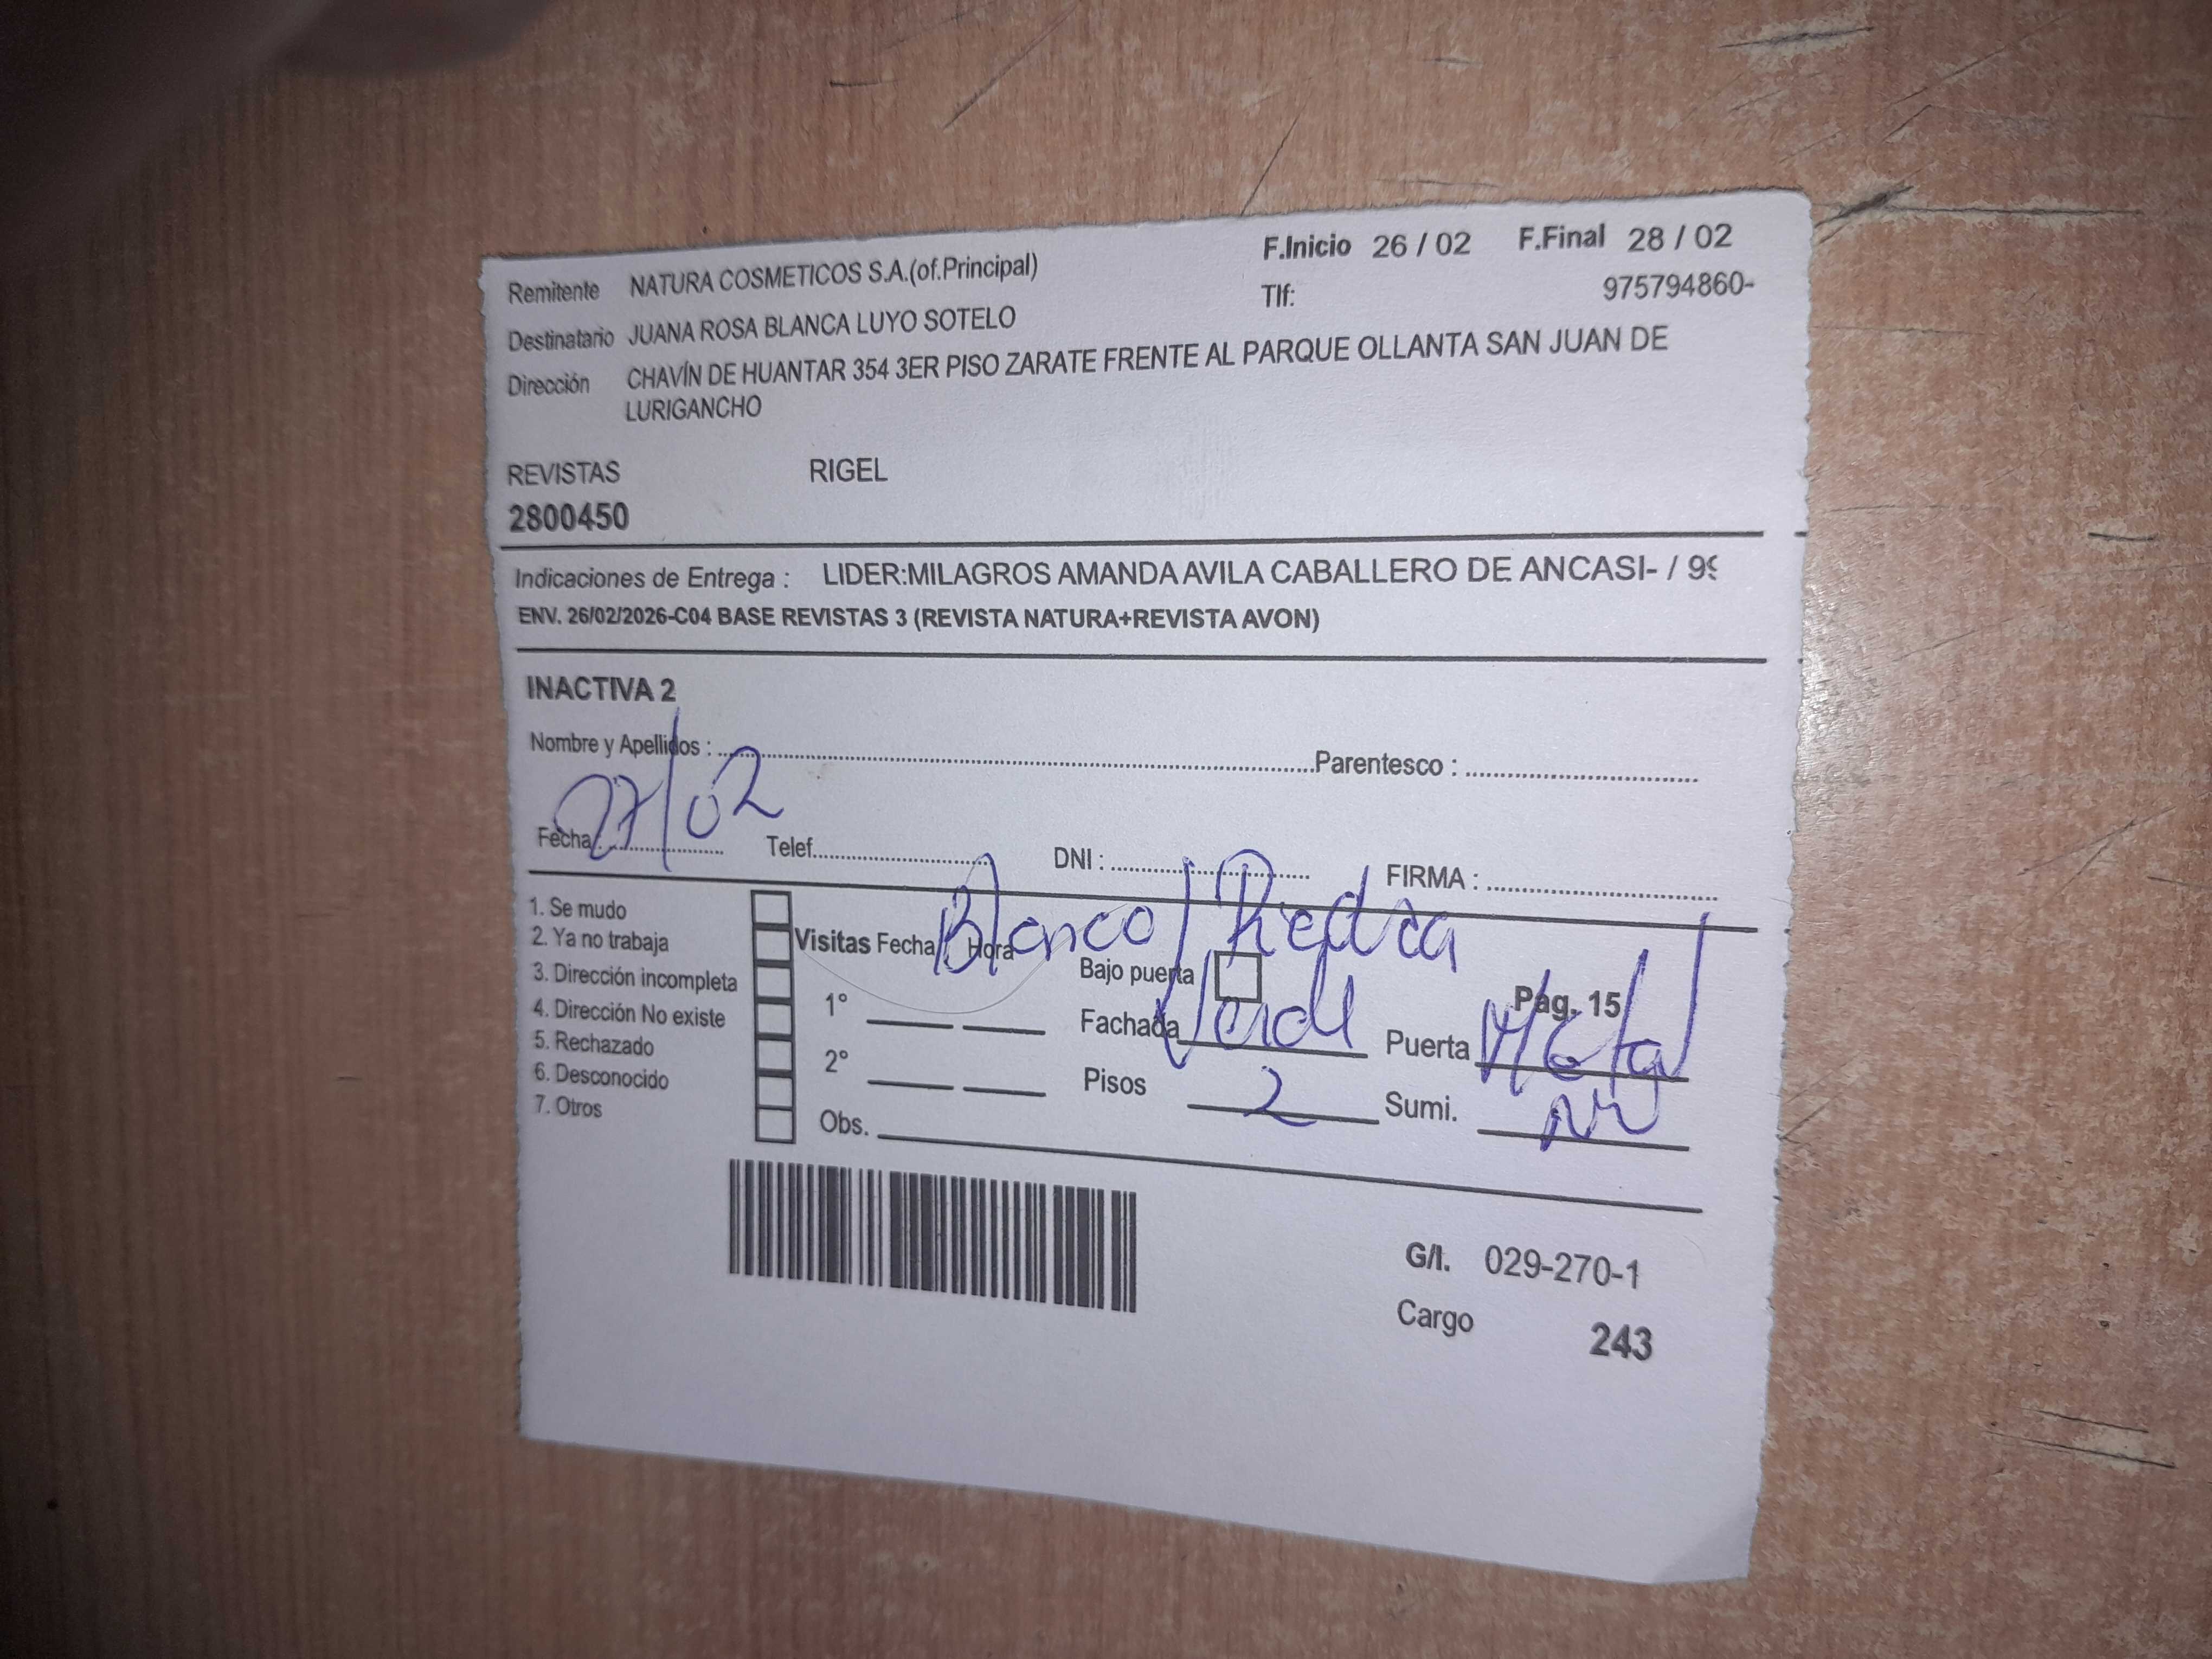 Remitente NATURA COSMETICOS S.A.(of.Principal) F.Inicio 26 / 02 F.Final 28 / 02
Tlf: 975794860-
Destinatario JUANA ROSA BLANCA LUYO SOTELO
Dirección CHAVÍN DE HUANTAR 354 3ER PISO ZARATE FRENTE AL PARQUE OLLANTA SAN JUAN DE
LURIGANCHO
REVISTAS RIGEL
2800450
Indicaciones de Entrega : LIDER:MILAGROS AMANDA AVILA CABALLERO DE ANCASI- / 99
ENV. 26/02/2026-C04 BASE REVISTAS 3 (REVISTA NATURA+REVISTA AVON)
INACTIVA 2
Nombre y Apellidos : Parentesco :
Fecha : 27/02 Telef. DNI : FIRMA :
1. Se mudo
2. Ya no trabaja
3. Dirección incompleta
4. Dirección No existe
5. Rechazado
6. Desconocido
7. Otros
Visitas Fecha Hora
Blanco / Piedra
Bajo puerta
Pag. 15
1° Fachada Verde Puerta Metal
2° Pisos 2 Sumi.
Obs.
G/I. 029-270-1
Cargo 243